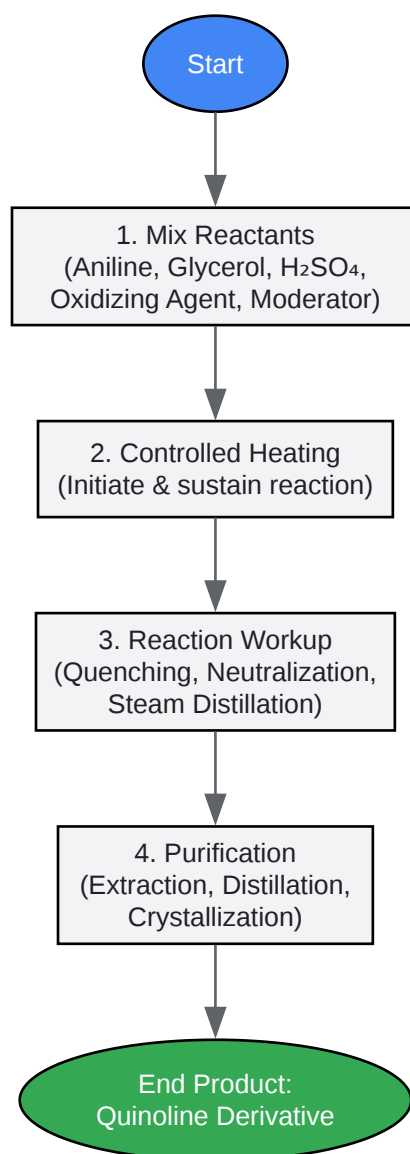 Start
1. Mix Reactants
(Aniline, Glycerol, H₂SO₄,
Oxidizing Agent, Moderator)
2. Controlled Heating
(Initiate & sustain reaction)
3. Reaction Workup
(Quenching, Neutralization,
Steam Distillation)
4. Purification
(Extraction, Distillation,
Crystallization)
End Product:
Quinoline Derivative